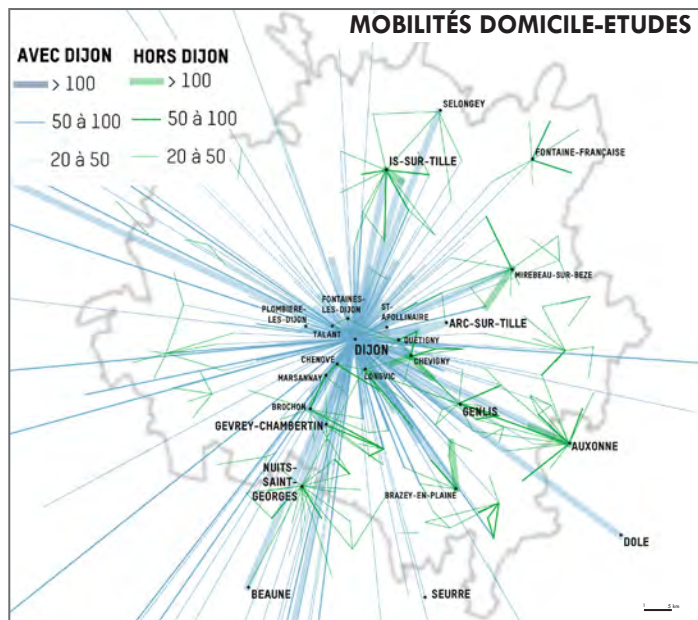 MOBILITÉS DOMICILE-ETUDES
AVEC DIJON
HORS DIJON
> 100
> 100
50 à 100
50 à 100
20 à 50
20 à 50
SELONGEY
IS-SUR-TILLE
FONTAINE-FRANÇAISE
MIREBEAU-SUR-BEZE
FONTAINES-
LES-DIJON
PLOMBIERE-
LES-DIJON
ST-
APOLLINAIRE
ARC-SUR-TILLE
TALANT
QUETIGNY
DIJON
CHEVIGNY
CHENOVE
LONGVIC
MARSANNAY
BROCHON
GENLIS
GEVREY-CHAMBERTIN
AUXONNE
NUITS-
SAINT-
GEORGES
BRAZEY-EN-PLAINE
DOLE
BEAUNE
SEURRE
1 5 km